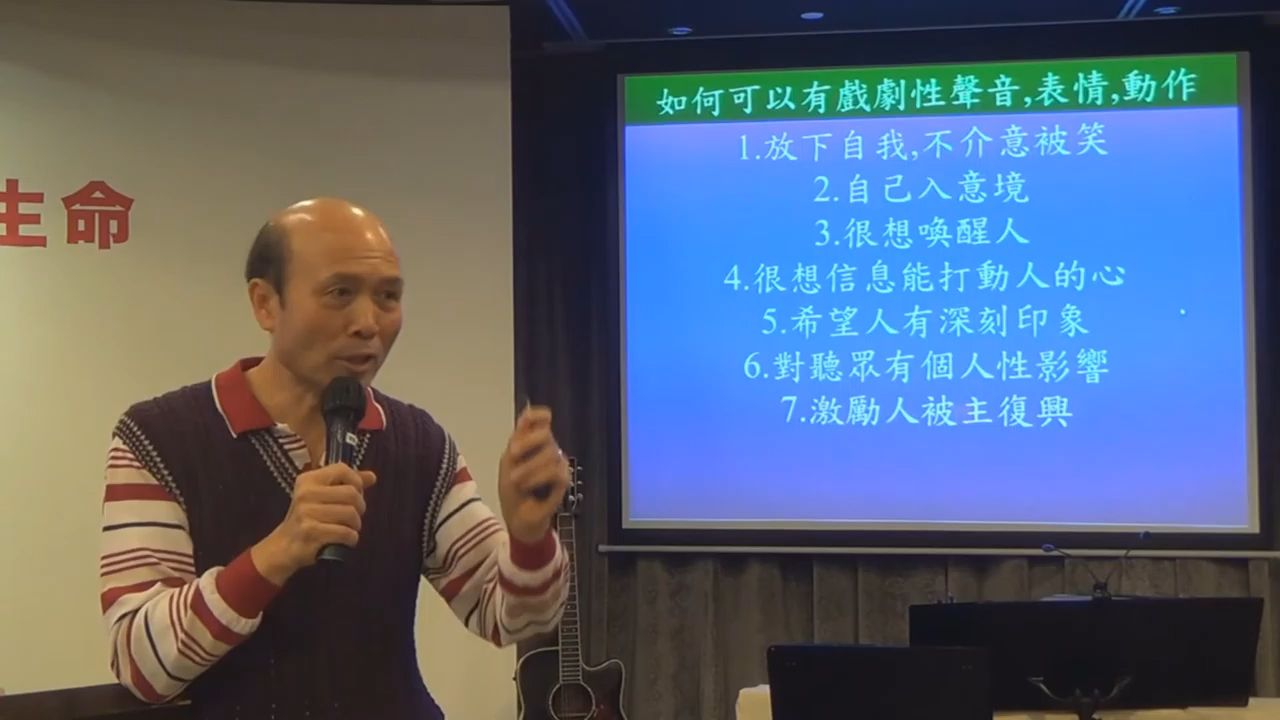 生命
如何可以有戲劇性聲音,表情,動作
1.放下自我,不介意被笑
2.自己入意境
3.很想喚醒人
4.很想信息能打動人的心
5.希望人有深刻印象
6.對聽眾有個人性影響
7.激勵人被主復興